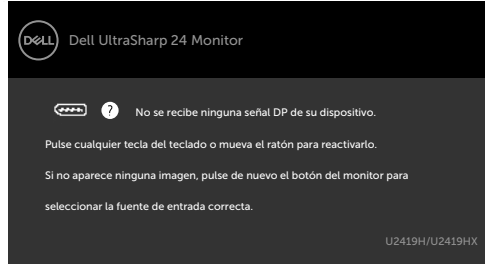 DELL Dell UltraSharp 24 Monitor
? No se recibe ninguna señal DP de su dispositivo.
Pulse cualquier tecla del teclado o mueva el ratón para reactivarlo.
Si no aparece ninguna imagen, pulse de nuevo el botón del monitor para
seleccionar la fuente de entrada correcta.
U2419H/U2419HX